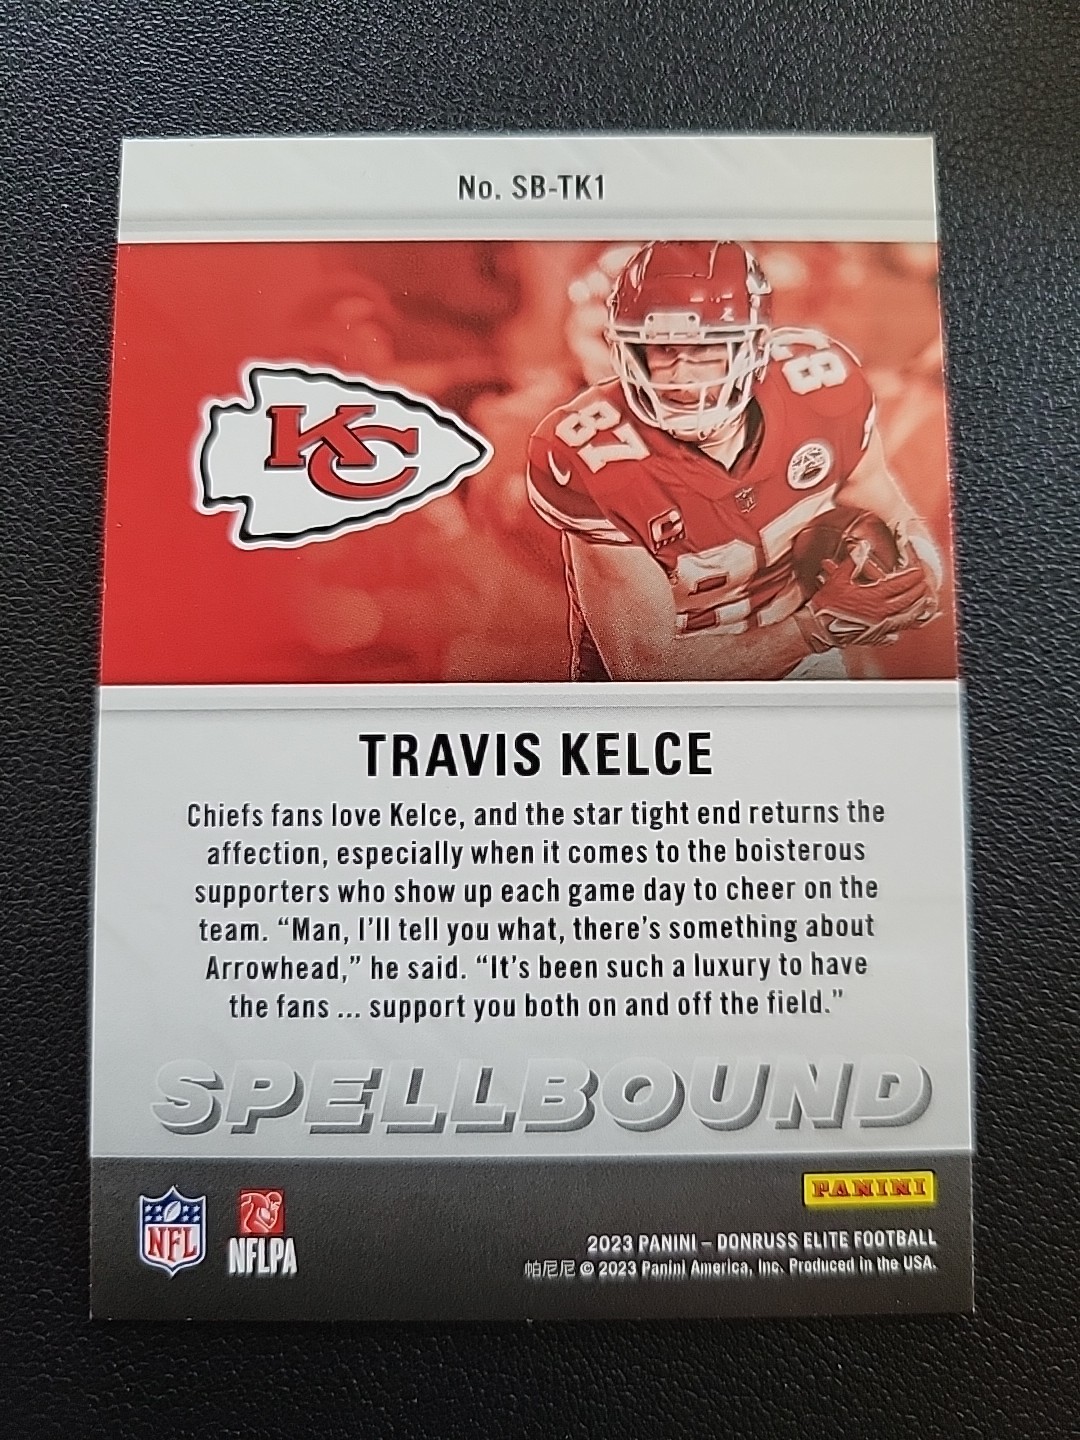 No. SB-TK1
KC
87
87
C
87
TRAVIS KELCE
Chiefs fans love Kelce, and the star tight end returns the
affection, especially when it comes to the boisterous
supporters who show up each game day to cheer on the
team. “Man, I’ll tell you what, there’s something about
Arrowhead,” he said. “It’s been such a luxury to have
the fans ... support you both on and off the field.”
SPELLBOUND
PANINI
NFL
NFLPA
2023 PANINI – DONRUSS ELITE FOOTBALL
帕尼尼 © 2023 Panini America, Inc. Produced in the USA.